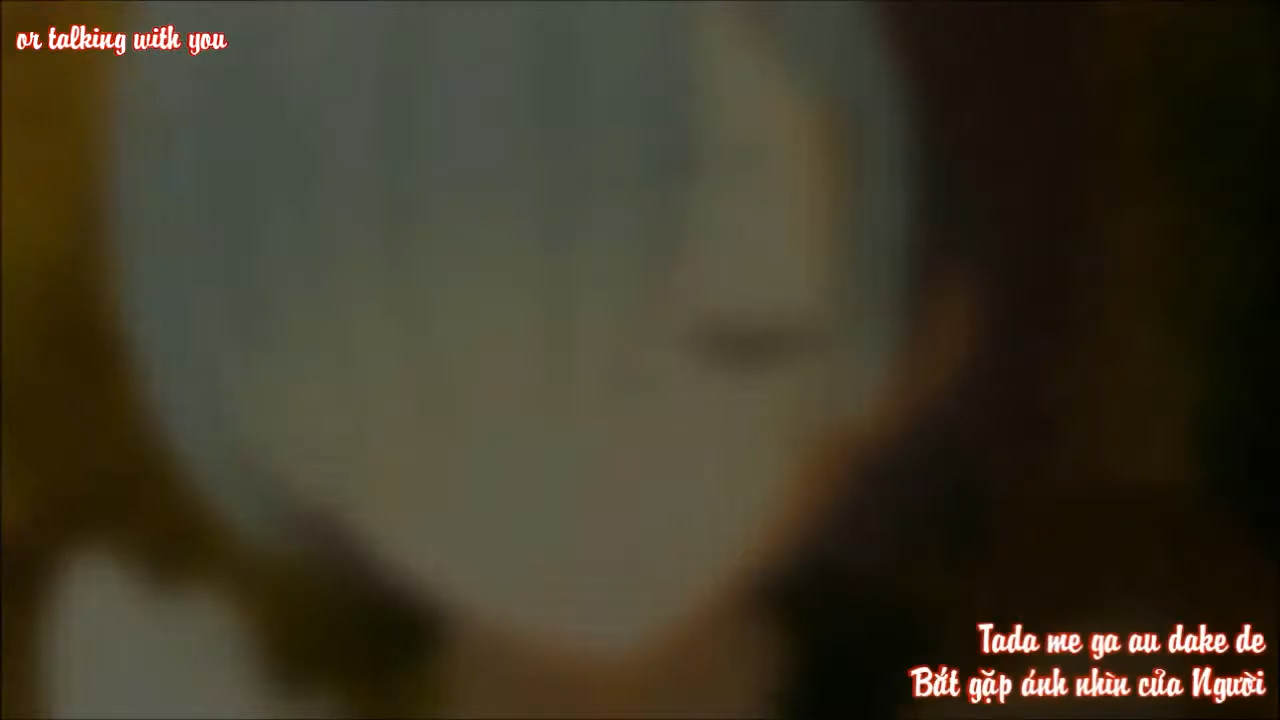 or talking with you
Tada me ga au dake de
Bắt gặp ánh nhìn của Người